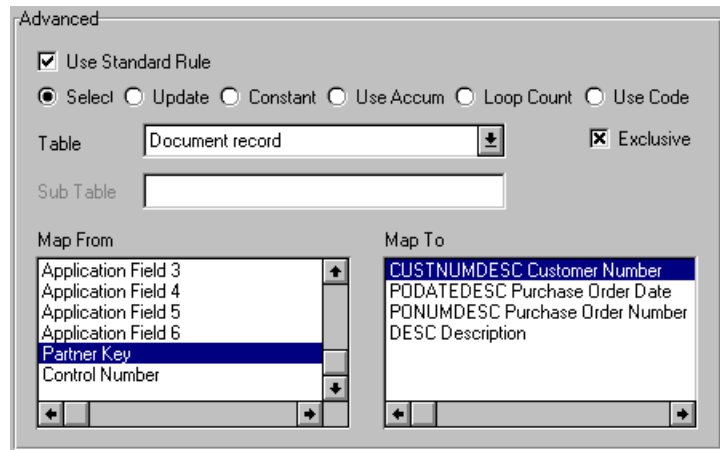 Advanced
Use Standard Rule
Select Update Constant Use Accum Loop Count Use Code
Table Document record Exclusive
Sub Table
Map From Map To
Application Field 3
Application Field 4
Application Field 5
Application Field 6
Partner Key
Control Number
CUSTNUMDESC Customer Number
PODATEDESC Purchase Order Date
PONUMDESC Purchase Order Number
DESC Description